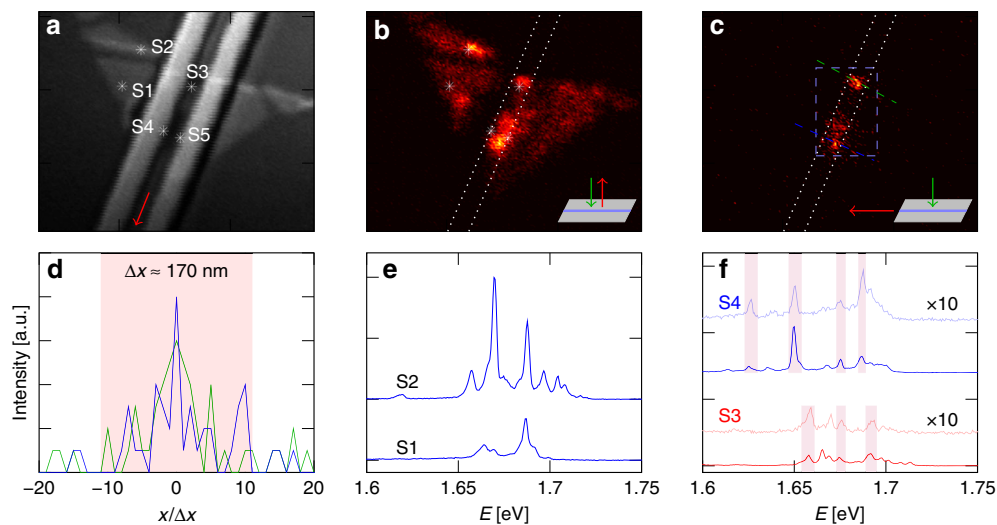 a
S2
S3
S1
S4
S5
b
c
d
Δx ≈ 170 nm
Intensity [a.u.]
−20 −10 0 10 20
x/Δx
e
S2
S1
1.6 1.65 1.7 1.75
E [eV]
f
S4 ×10
S3 ×10
1.6 1.65 1.7 1.75
E [eV]